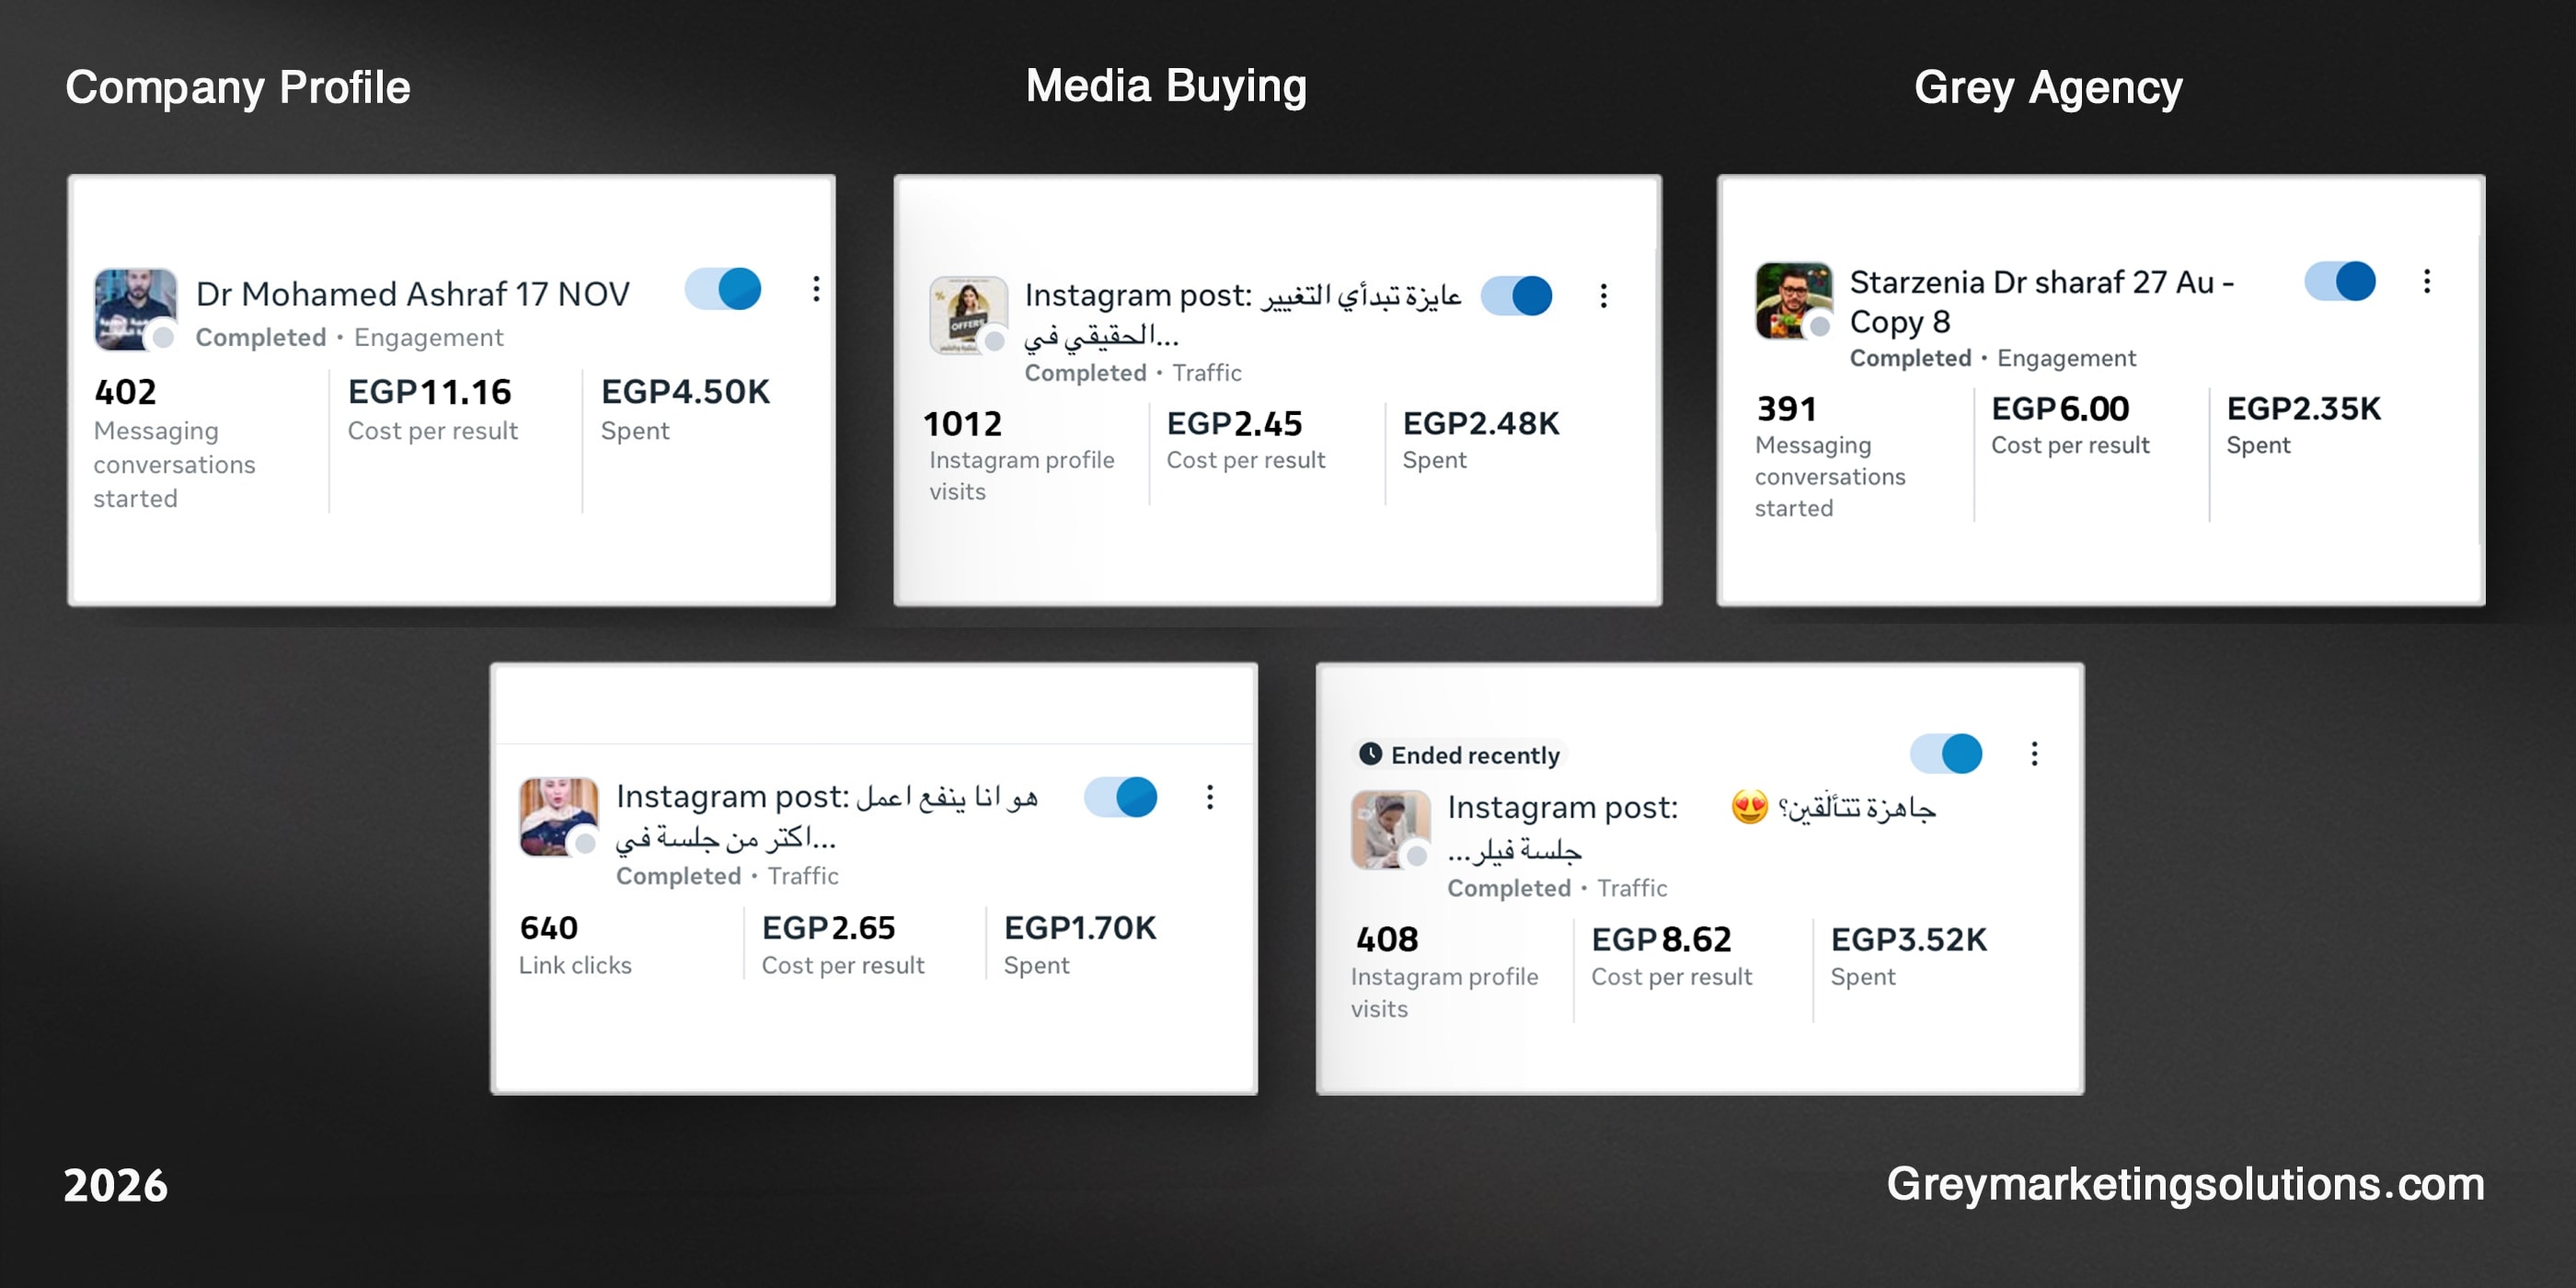 Company Profile
Media Buying
Grey Agency
Dr Mohamed Ashraf 17 NOV
Completed • Engagement
402
EGP11.16
EGP4.50K
Messaging conversations started
Cost per result
Spent
Instagram post: عايزة تبدأي التغيير
الحقيقي في...
Completed • Traffic
1012
EGP2.45
EGP2.48K
Instagram profile visits
Cost per result
Spent
Starzenia Dr sharaf 27 Au -
Copy 8
Completed • Engagement
391
EGP6.00
EGP2.35K
Messaging conversations started
Cost per result
Spent
OFFERS
Instagram post: هو انا ينفع اعمل
اكتر من جلسة في...
Completed • Traffic
640
EGP2.65
EGP1.70K
Link clicks
Cost per result
Spent
Ended recently
Instagram post: جاهزة تتألّقين؟ 😍
جلسة فيلر...
Completed • Traffic
408
EGP8.62
EGP3.52K
Instagram profile visits
Cost per result
Spent
2026
Greymarketingsolutions.com